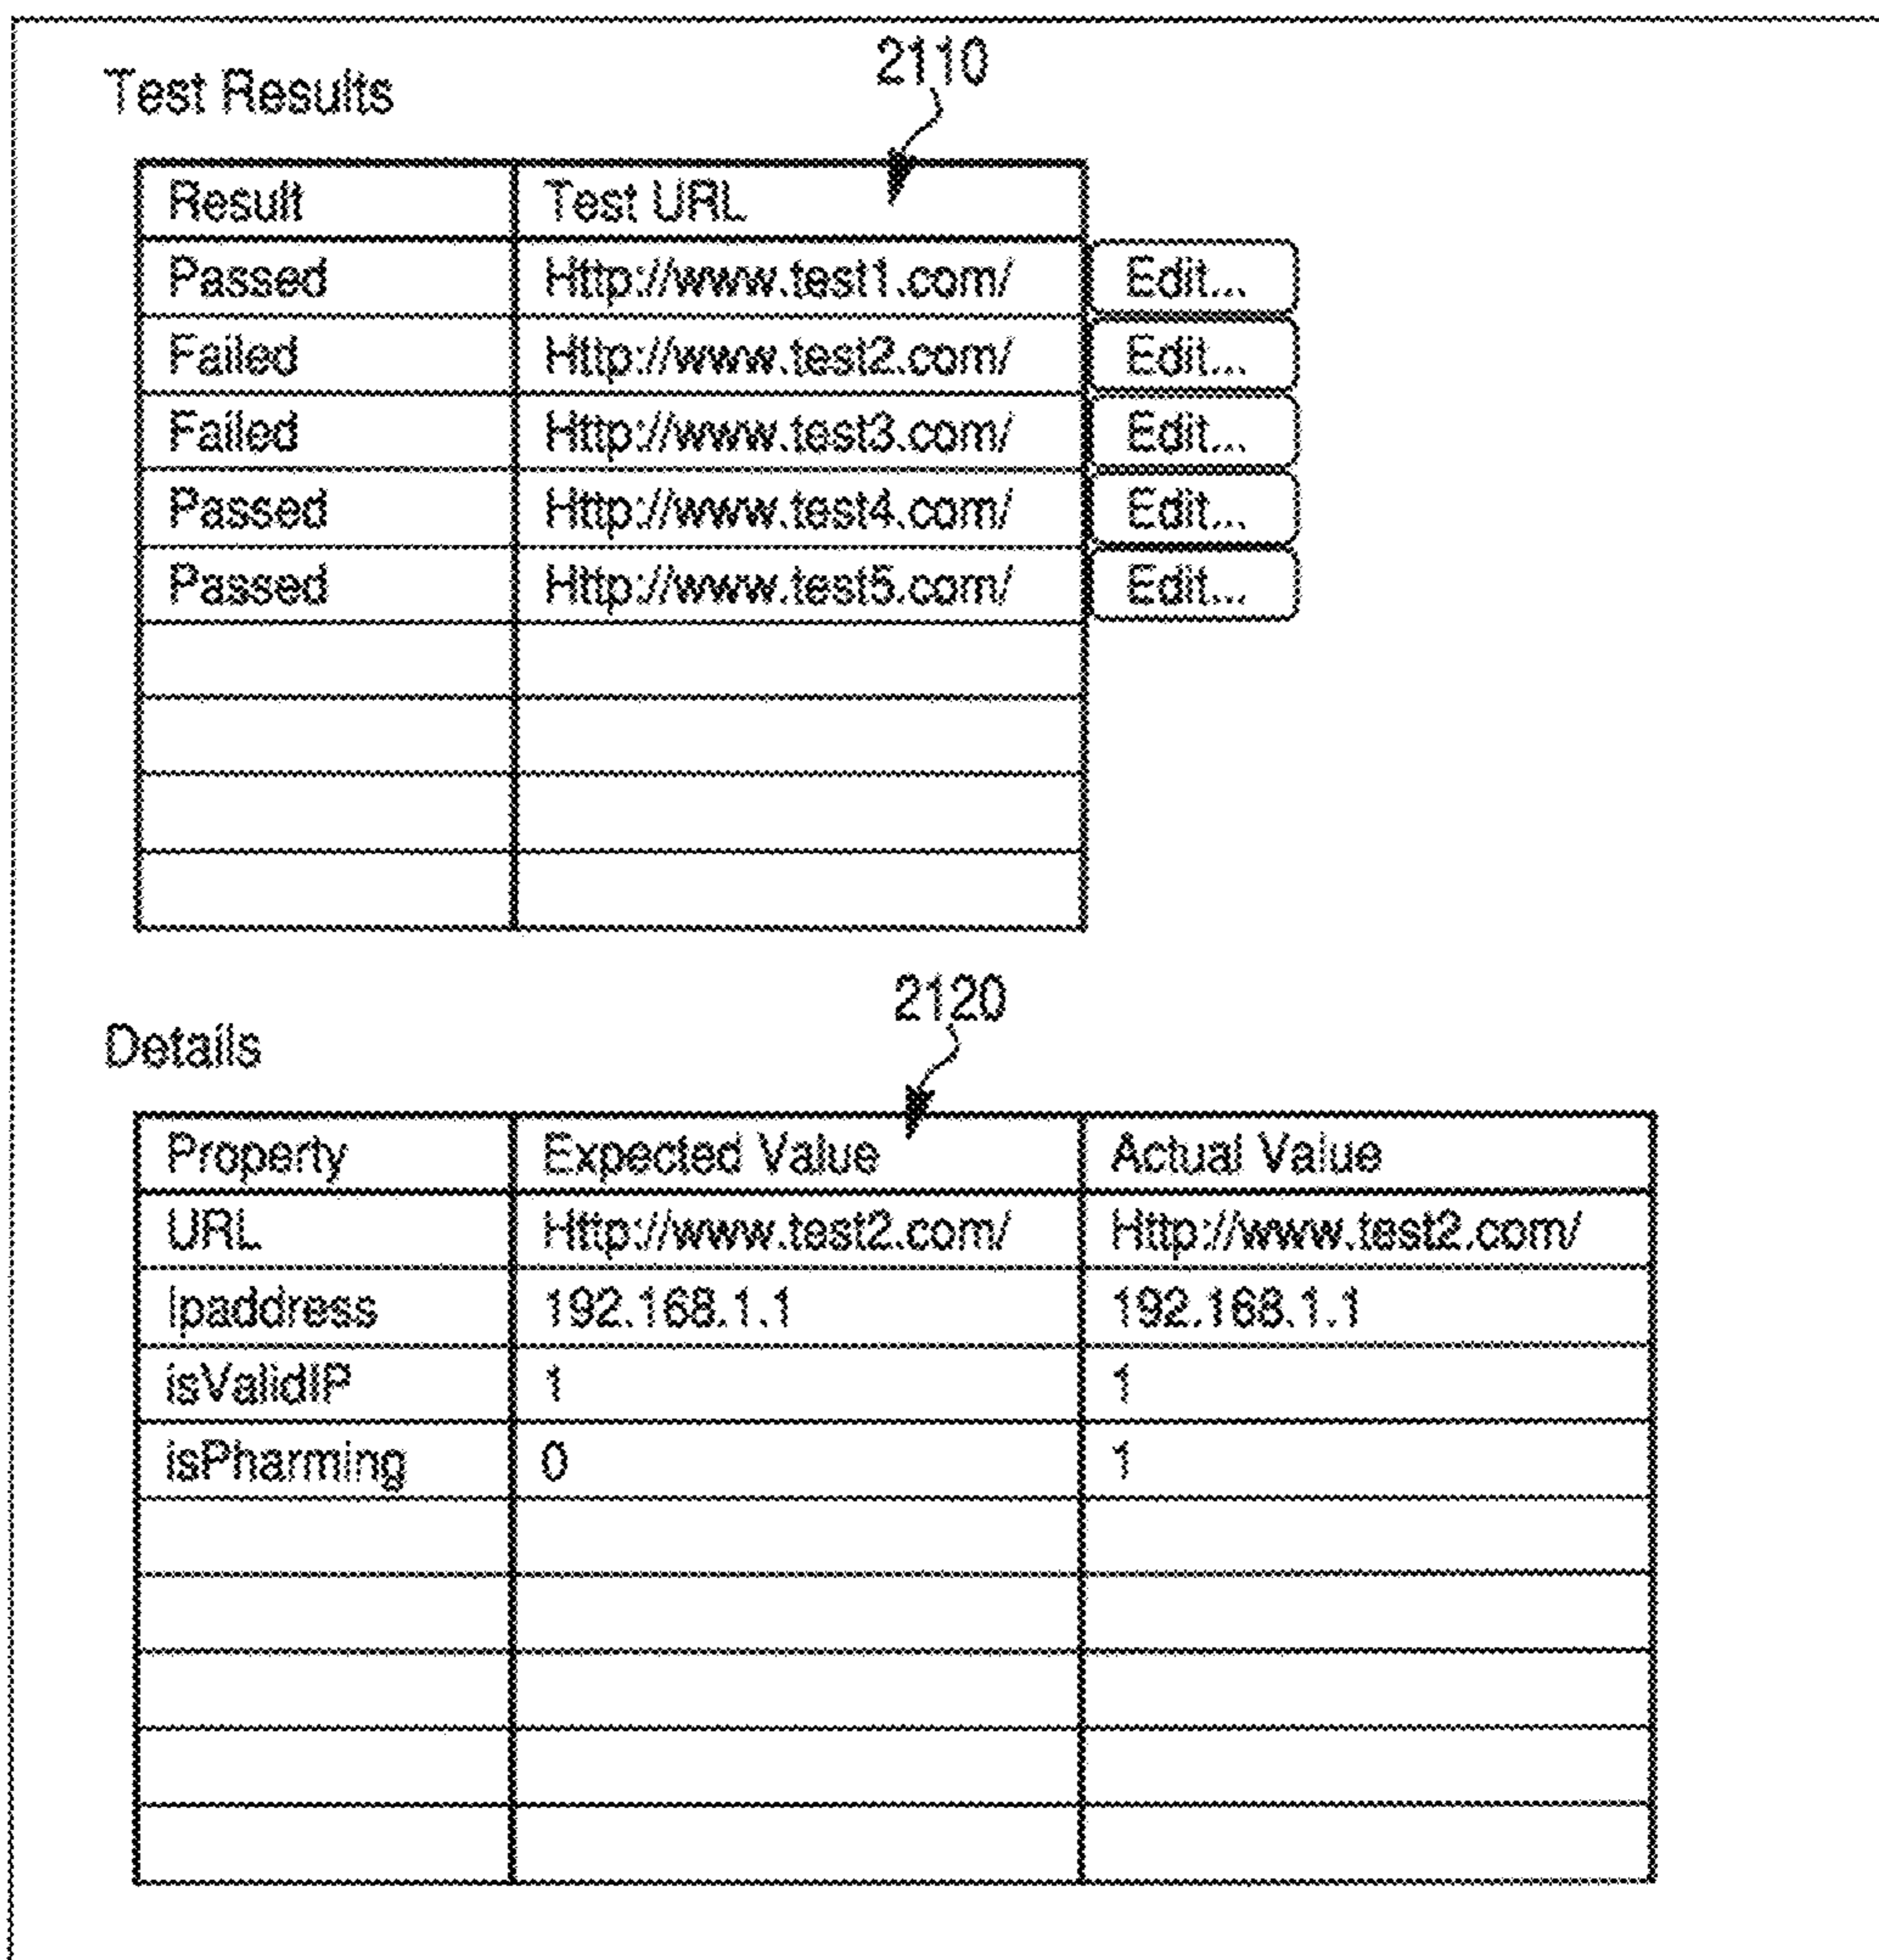 2110
Test Results
Result Test URL
Passed Http://www.test1.com/ Edit...
Failed Http://www.test2.com/ Edit...
Failed Http://www.test3.com/ Edit...
Passed Http://www.test4.com/ Edit...
Passed Http://www.test5.com/ Edit...
2120
Details
Property Expected Value Actual Value
URL Http://www.test2.com/ Http://www.test2.com/
Ipaddress 192.168.1.1 192.168.1.1
isValidIP 1 1
isPharming 0 1